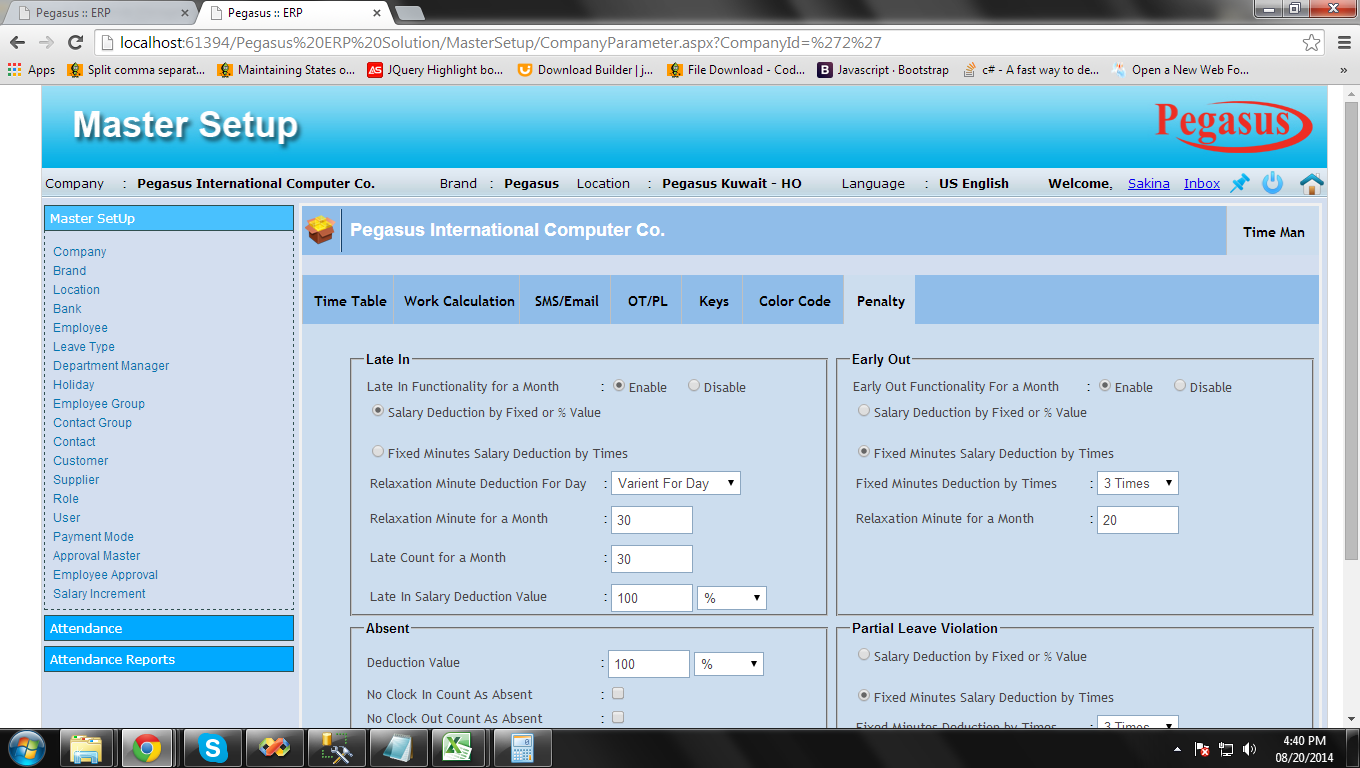 Pegasus :: ERP
Pegasus :: ERP
localhost:61394/Pegasus%20ERP%20Solution/MasterSetup/CompanyParameter.aspx?CompanyId=%272%27
Apps Split comma separat... Maintaining States o... JQuery Highlight bo... Download Builder | j... File Download - Cod... Javascript · Bootstrap c# - A fast way to de... Open a New Web Fo... »
Master Setup
Pegasus
Company : Pegasus International Computer Co. Brand : Pegasus Location : Pegasus Kuwait - HO Language : US English Welcome, Sakina Inbox
Master SetUp
Company
Brand
Location
Bank
Employee
Leave Type
Department Manager
Holiday
Employee Group
Contact Group
Contact
Customer
Supplier
Role
User
Payment Mode
Approval Master
Employee Approval
Salary Increment
Attendance
Attendance Reports
Pegasus International Computer Co.
Time Man
Time Table Work Calculation SMS/Email OT/PL Keys Color Code Penalty
Late In
Late In Functionality for a Month : Enable Disable
Salary Deduction by Fixed or % Value
Fixed Minutes Salary Deduction by Times
Relaxation Minute Deduction For Day : Varient For Day
Relaxation Minute for a Month : 30
Late Count for a Month : 30
Late In Salary Deduction Value : 100 %
Early Out
Early Out Functionality For a Month : Enable Disable
Salary Deduction by Fixed or % Value
Fixed Minutes Salary Deduction by Times
Fixed Minutes Deduction by Times : 3 Times
Relaxation Minute for a Month : 20
Absent
Deduction Value : 100 %
No Clock In Count As Absent :
No Clock Out Count As Absent :
Partial Leave Violation
Salary Deduction by Fixed or % Value
Fixed Minutes Salary Deduction by Times
Fixed Minutes Deduction by Times : 3 Times
4:40 PM
08/20/2014